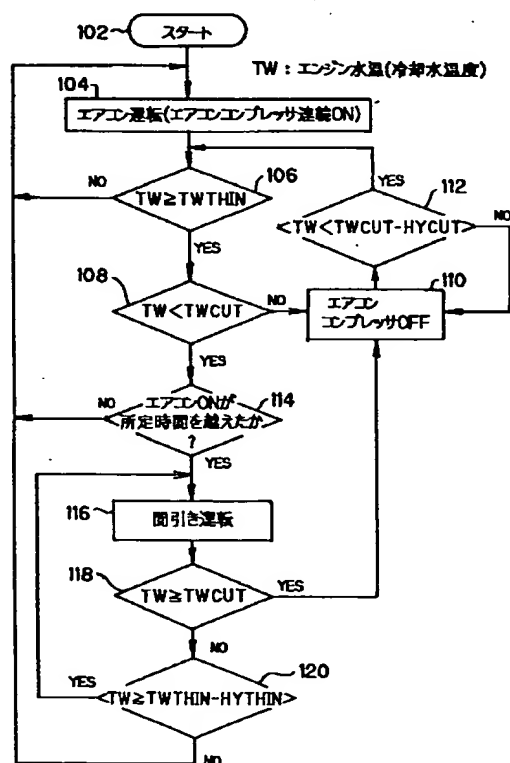 102
スタート
TW：エンジン水温(冷却水温度)
104
エアコン運転(エアコンコンプレッサ連続ON)
NO
TW≧TWTHIN
106
YES
YES
112
<TW<TWCUT-HYCUT>
NO
108
TW<TWCUT
NO
110
エアコン
コンプレッサOFF
YES
NO
エアコンONが
所定時間を越えたか
?
114
YES
116
間引き運転
118
TW≧TWCUT
YES
NO
120
YES
<TW≧TWTHIN-HYTHIN>
NO